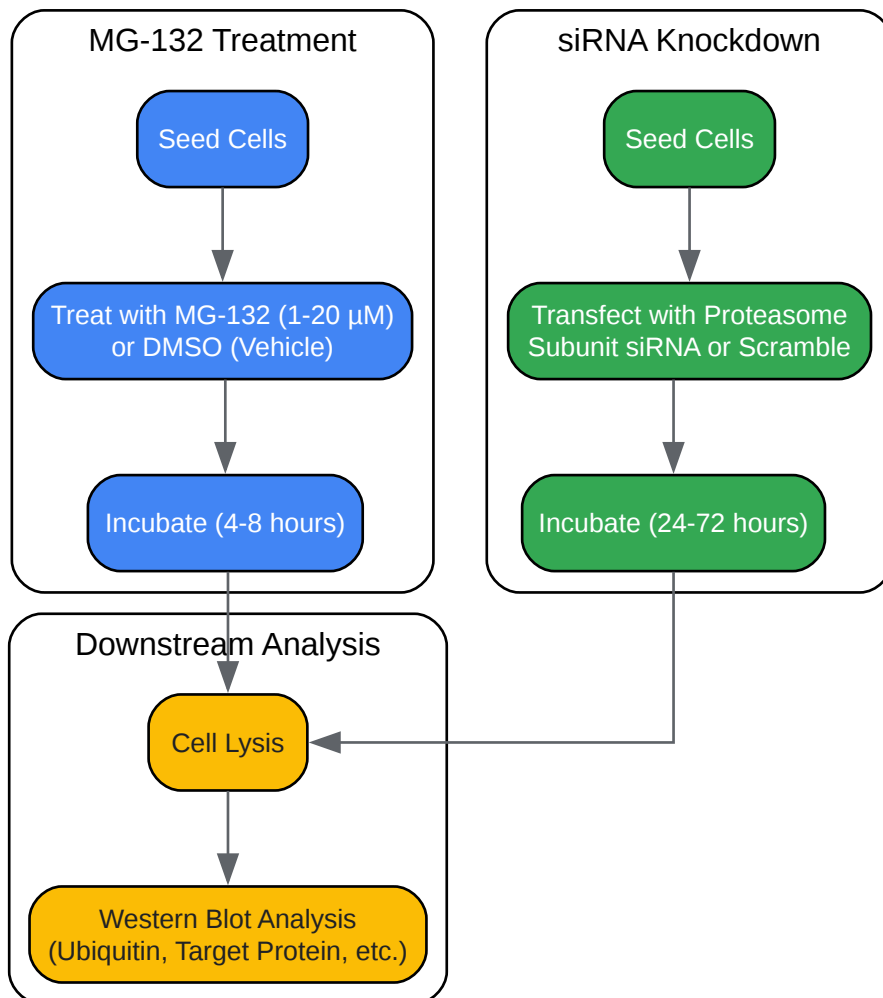 MG-132 Treatment
Seed Cells
Treat with MG-132 (1-20 µM)
or DMSO (Vehicle)
Incubate (4-8 hours)
siRNA Knockdown
Seed Cells
Transfect with Proteasome
Subunit siRNA or Scramble
Incubate (24-72 hours)
Downstream Analysis
Cell Lysis
Western Blot Analysis
(Ubiquitin, Target Protein, etc.)